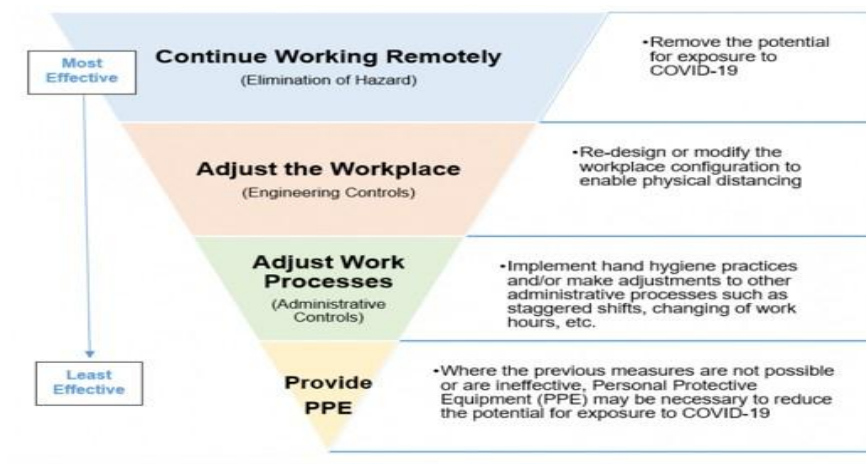 Most
Effective
Continue Working Remotely
(Elimination of Hazard)
•Remove the potential
for exposure to
COVID-19
Adjust the Workplace
(Engineering Controls)
•Re-design or modify the
workplace configuration to
enable physical distancing
Adjust Work
Processes
(Administrative
Controls)
•Implement hand hygiene practices
and/or make adjustments to other
administrative processes such as
staggered shifts, changing of work
hours, etc.
Least
Effective
Provide
PPE
•Where the previous measures are not possible
or are ineffective, Personal Protective
Equipment (PPE) may be necessary to reduce
the potential for exposure to COVID-19